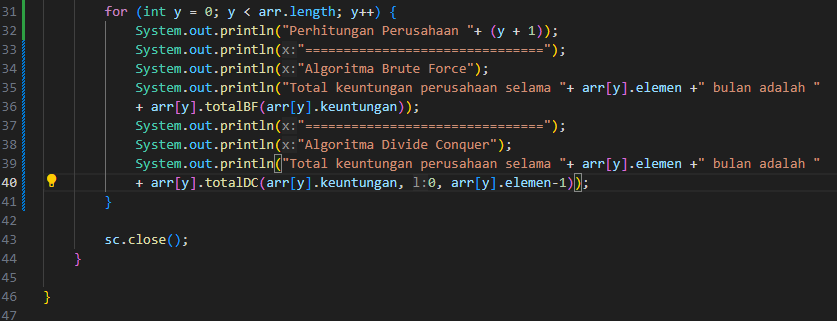 31 for (int y = 0; y < arr.length; y++) {
32 System.out.println("Perhitungan Perusahaan "+ (y + 1));
33 System.out.println(x:"===============================");
34 System.out.println(x:"Algoritma Brute Force");
35 System.out.println("Total keuntungan perusahaan selama "+ arr[y].elemen +" bulan adalah "
36 + arr[y].totalBF(arr[y].keuntungan));
37 System.out.println(x:"===============================");
38 System.out.println(x:"Algoritma Divide Conquer");
39 System.out.println("Total keuntungan perusahaan selama "+ arr[y].elemen +" bulan adalah "
40 + arr[y].totalDC(arr[y].keuntungan, l:0, arr[y].elemen-1));
41 }
42
43 sc.close();
44 }
45
46 }
47